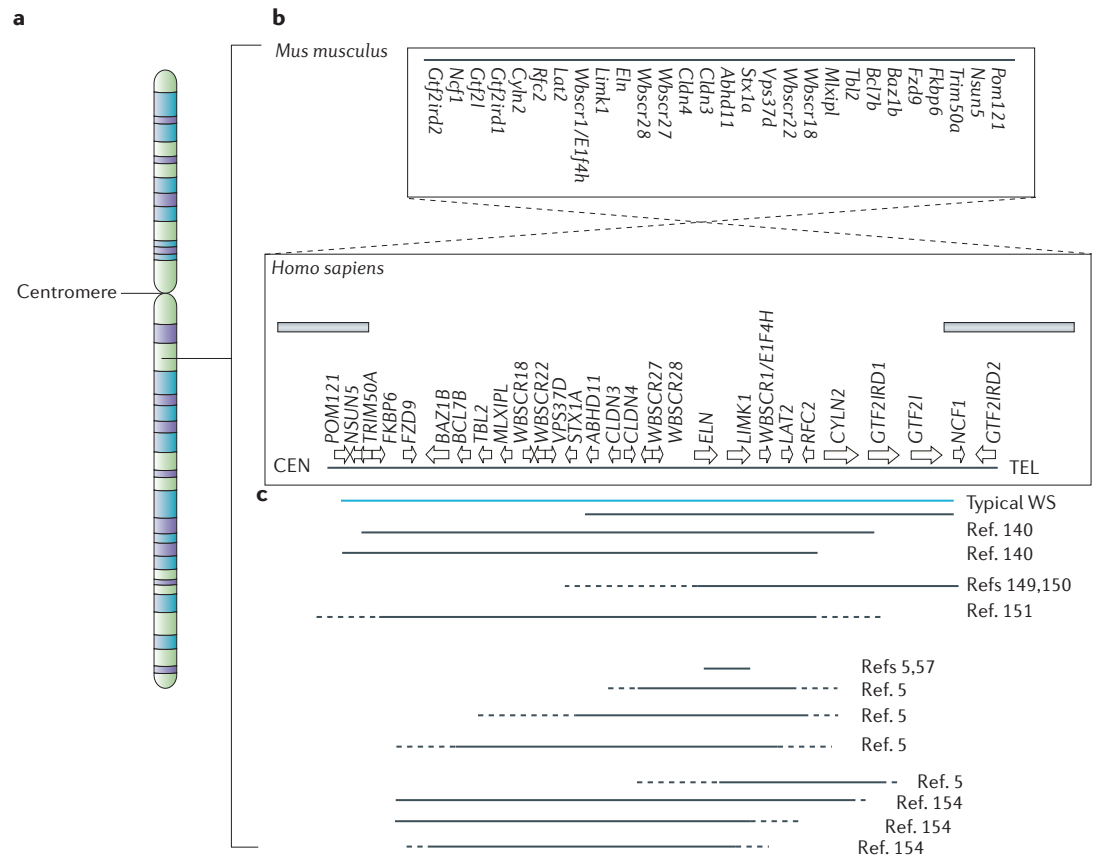 a
b
Mus musculus
Gtf2ird2
Ncf1
Gtf2I
Gtf2ird1
Cyln2
Rfc2
Lat2
Wbscr1/E1f4h
Limk1
Eln
Wbscr28
Wbscr27
Cldn4
Cldn3
Abhd11
Stx1a
Vps37d
Wbscr22
Wbscr18
Mlxipl
Tbl2
Bcl7b
Baz1b
Fzd9
Fkbp6
Trim50a
Nsun5
Pom121
Centromere
Homo sapiens
POM121
NSUN5
TRIM50A
FKBP6
FZD9
BAZ1B
BCL7B
TBL2
MLXIPL
WBSCR18
WBSCR22
VPS37D
STX1A
ABHD11
CLDN3
CLDN4
WBSCR27
WBSCR28
ELN
LIMK1
WBSCR1/E1F4H
LAT2
RFC2
CYLN2
GTF2IRD1
GTF2I
NCF1
GTF2IRD2
CEN
TEL
c
Typical WS
Ref. 140
Ref. 140
Refs 149,150
Ref. 151
Refs 5,57
Ref. 5
Ref. 5
Ref. 5
Ref. 5
Ref. 154
Ref. 154
Ref. 154